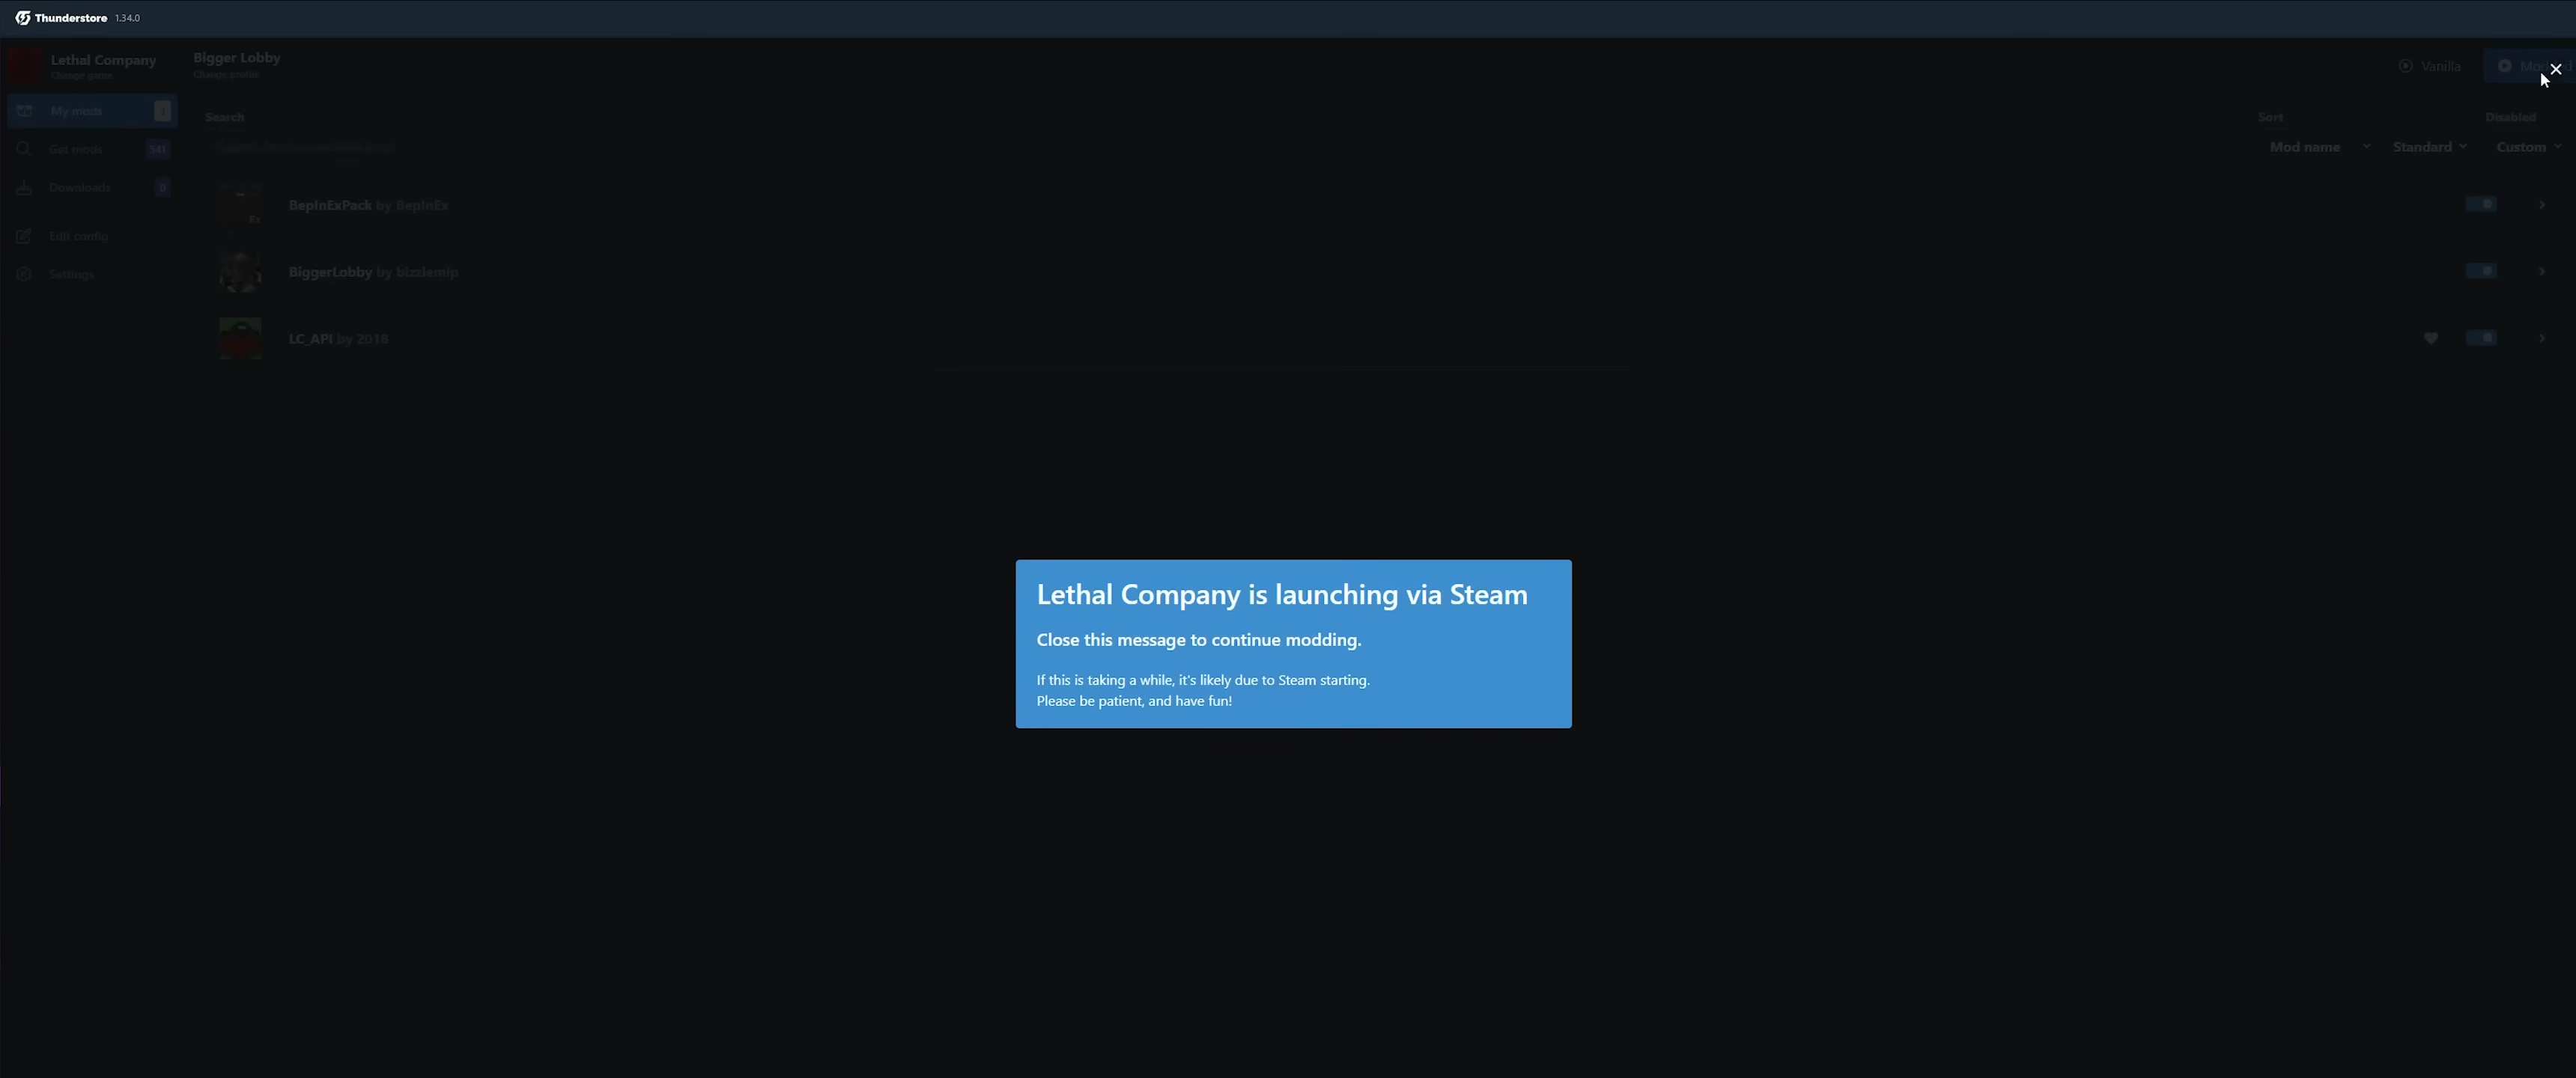 Thunderstore 1.34.0
Lethal Company
Change game
Bigger Lobby
Change profile
Vanilla
My mods
Get mods 541
Downloads 0
Edit config
Settings
Search
Sort
Disabled
Mod name
Standard
Custom
BepInExPack by BepInEx
BiggerLobby by bizzlemip
LC_API by 2018
Lethal Company is launching via Steam
Close this message to continue modding.
If this is taking a while, it's likely due to Steam starting.
Please be patient, and have fun!